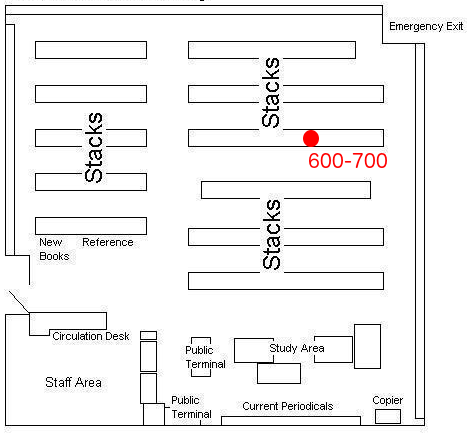 Emergency Exit
Stacks
Stacks
600-700
Stacks
New Reference
Books
Circulation Desk
Public
Terminal
Study Area
Staff Area
Public
Terminal
Current Periodicals
Copier